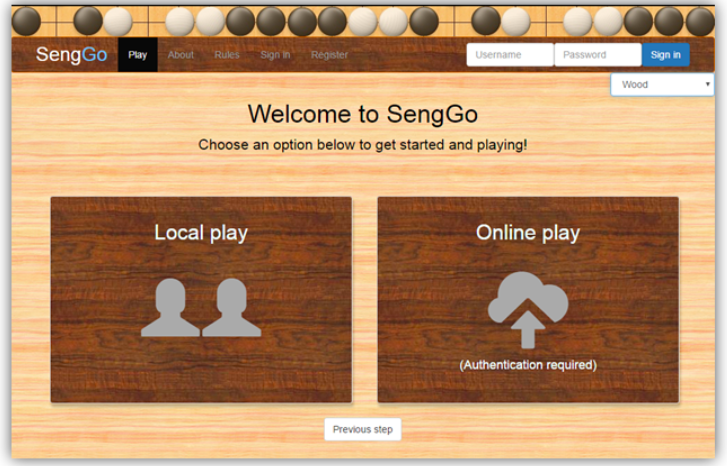 SengGo Play About Rules Sign In Register Username Password Sign in
Wood
Welcome to SengGo
Choose an option below to get started and playing!
Local play
Online play
(Authentication required)
Previous step